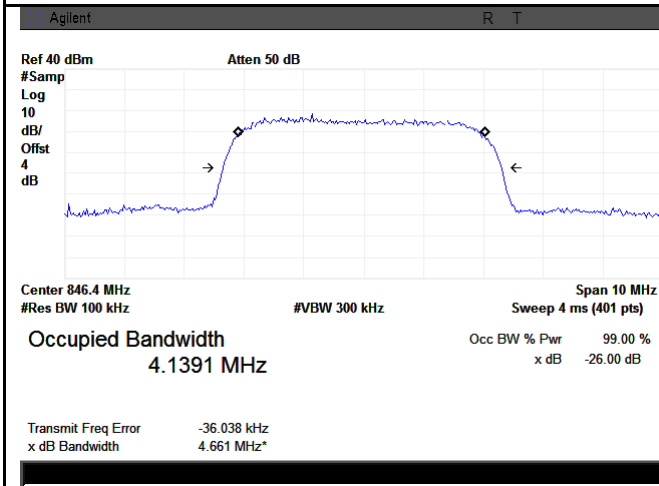 Agilent R T
Ref 40 dBm Atten 50 dB
#Samp
Log
10
dB/
Offst
4
dB
Center 846.4 MHz Span 10 MHz
#Res BW 100 kHz #VBW 300 kHz Sweep 4 ms (401 pts)
Occupied Bandwidth Occ BW % Pwr 99.00 %
4.1391 MHz x dB -26.00 dB
Transmit Freq Error -36.038 kHz
x dB Bandwidth 4.661 MHz*